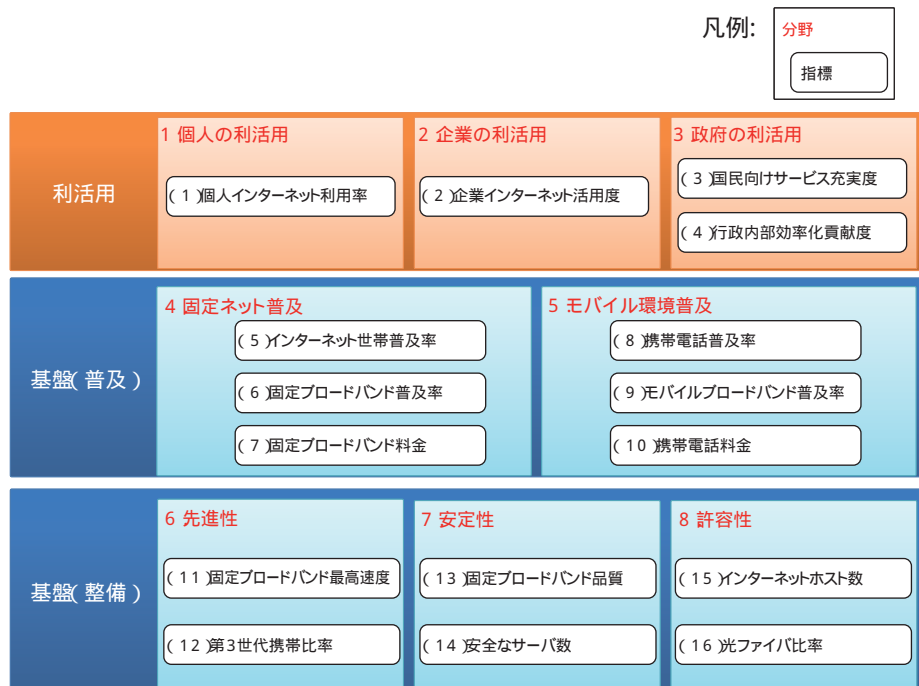 凡例:
分野
指標
利活用
1 個人の利活用
(1)個人インターネット利用率
2 企業の利活用
(2)企業インターネット活用度
3 政府の利活用
(3)国民向けサービス充実度
(4)行政内部効率化貢献度
基盤(普及)
4 固定ネット普及
(5)インターネット世帯普及率
(6)固定ブロードバンド普及率
(7)固定ブロードバンド料金
5 モバイル環境普及
(8)携帯電話普及率
(9)モバイルブロードバンド普及率
(10)携帯電話料金
基盤(整備)
6 先進性
(11)固定ブロードバンド最高速度
(12)第3世代携帯比率
7 安定性
(13)固定ブロードバンド品質
(14)安全なサーバ数
8 許容性
(15)インターネットホスト数
(16)光ファイバ比率